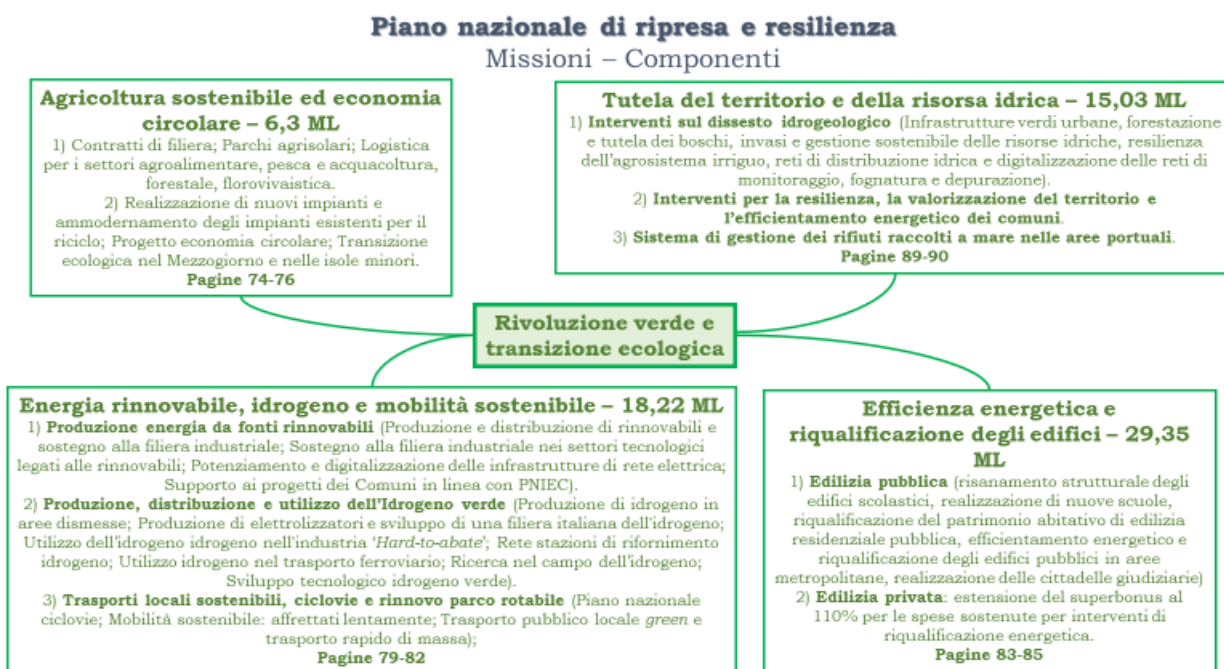 Piano nazionale di ripresa e resilienza
Missioni – Componenti
Agricoltura sostenibile ed economia
circolare – 6,3 ML
1) Contratti di filiera; Parchi agrisolari; Logistica
per i settori agroalimentare, pesca e acquacoltura,
forestale, florovivaistica.
2) Realizzazione di nuovi impianti e
ammodernamento degli impianti esistenti per il
riciclo; Progetto economia circolare; Transizione
ecologica nel Mezzogiorno e nelle isole minori.
Pagine 74-76
Tutela del territorio e della risorsa idrica – 15,03 ML
1) Interventi sul dissesto idrogeologico (Infrastrutture verdi urbane, forestazione
e tutela dei boschi, invasi e gestione sostenibile delle risorse idriche, resilienza
dell'agrosistema irriguo, reti di distribuzione idrica e digitalizzazione delle reti di
monitoraggio, fognatura e depurazione).
2) Interventi per la resilienza, la valorizzazione del territorio e
l'efficientamento energetico dei comuni.
3) Sistema di gestione dei rifiuti raccolti a mare nelle aree portuali.
Pagine 89-90
Rivoluzione verde e
transizione ecologica
Energia rinnovabile, idrogeno e mobilità sostenibile – 18,22 ML
1) Produzione energia da fonti rinnovabili (Produzione e distribuzione di rinnovabili e
sostegno alla filiera industriale; Sostegno alla filiera industriale nei settori tecnologici
legati alle rinnovabili; Potenziamento e digitalizzazione delle infrastrutture di rete elettrica;
Supporto ai progetti dei Comuni in linea con PNIEC).
2) Produzione, distribuzione e utilizzo dell'Idrogeno verde (Produzione di idrogeno in
aree dismesse; Produzione di elettrolizzatori e sviluppo di una filiera italiana dell'idrogeno;
Utilizzo dell'idrogeno idrogeno nell'industria 'Hard-to-abate'; Rete stazioni di rifornimento
idrogeno; Utilizzo idrogeno nel trasporto ferroviario; Ricerca nel campo dell'idrogeno;
Sviluppo tecnologico idrogeno verde).
3) Trasporti locali sostenibili, ciclovie e rinnovo parco rotabile (Piano nazionale
ciclovie; Mobilità sostenibile: affrettati lentamente; Trasporto pubblico locale green e
trasporto rapido di massa);
Pagine 79-82
Efficienza energetica e
riqualificazione degli edifici – 29,35
ML
1) Edilizia pubblica (risanamento strutturale degli
edifici scolastici, realizzazione di nuove scuole,
riqualificazione del patrimonio abitativo di edilizia
residenziale pubblica, efficientamento energetico e
riqualificazione degli edifici pubblici in aree
metropolitane, realizzazione delle cittadelle giudiziarie)
2) Edilizia privata: estensione del superbonus al
110% per le spese sostenute per interventi di
riqualificazione energetica.
Pagine 83-85